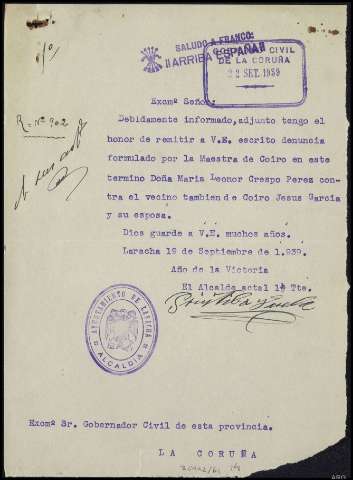 SALUDO A FRANCO:
¡¡ARRIBA ESPAÑA!!
CIVIL
DE LA CORUÑA
22 SET. 1939
Excmº Señor:
R=Nº 902
Debidamente informado,adjunto tengo el
honor de remitir a V.E. escrito denuncia
formulado por la Maestra de Coiro en este
termino Doña Maria Leonor Crespo Perez con-
tra el vecino tambien de Coiro Jesus Garcia
y su esposa.
Dios guarde a V.E. muchos años.
Laracha 19 de Septiembre de 1.939.
Año de la Victoria
El Alcalde actal 1º Tte.
AYUNTAMIENTO DE LARACHA
ALCALDIA
Excmº Sr. Gobernador Civil de esta provincia.
LA CORUÑA